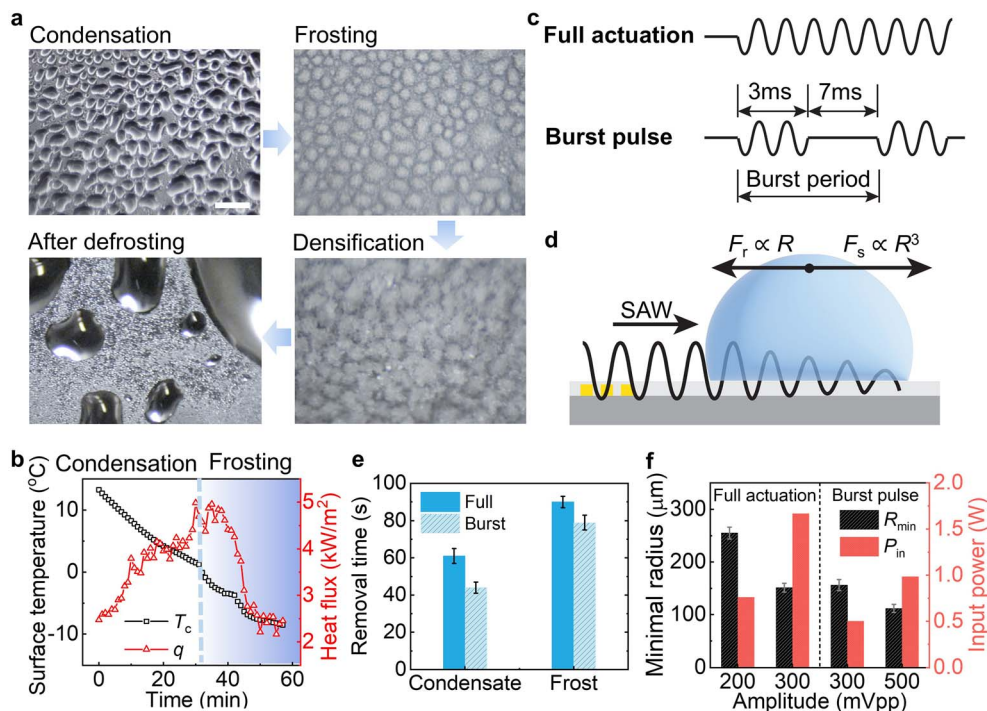 a
Condensation
Frosting
After defrosting
Densification
b
Condensation
Frosting
Surface temperature (°C)
10
0
-10
Tc
q
0
20
40
60
Time (min)
5
4
3
2
Heat flux (kW/m²)
c
Full actuation
3ms
7ms
Burst pulse
Burst period
d
Fr ∝ R
Fs ∝ R³
SAW
e
Removal time (s)
100
80
60
40
20
0
Full
Burst
Condensate
Frost
f
Minimal radius (μm)
300
200
100
0
Full actuation
Burst pulse
Rmin
Pin
200
300
300
500
Amplitude (mVpp)
2.0
1.5
1.0
0.5
0.0
Input power (W)